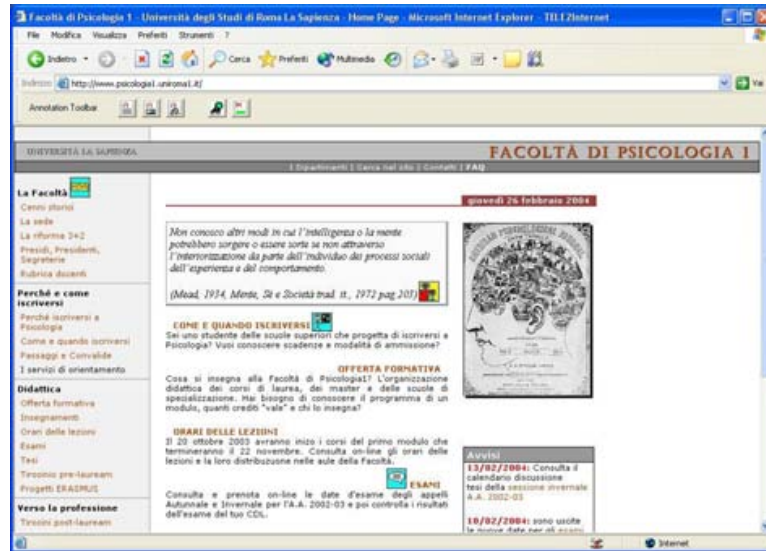 Facoltà di Psicologia 1 - Università degli Studi di Roma La Sapienza - Home Page - Microsoft Internet Explorer - TELE2Internet
File Modifica Visualizza Preferiti Strumenti ?
Indietro Cerca Preferiti Multimedia
Indirizzo http://www.psicologia1.uniroma1.it/ Vai
Annotation Toolbar
UNIVERSITÀ LA SAPIENZA
FACOLTÀ DI PSICOLOGIA 1
| Dipartimenti | Cerca nel sito | Contatti | FAQ
La Facoltà
Cenni storici
La sede
La riforma 3+2
Presidi, Presidenti,
Segreterie
Rubrica docenti
Perché e come
iscriversi
Perché iscriversi a
Psicologia
Come e quando iscriversi
Passaggi e Convalide
I servizi di orientamento
Didattica
Offerta formativa
Insegnamenti
Orari delle lezioni
Esami
Tesi
Tirocinio pre-lauream
Progetti ERASMUS
Verso la professione
Tirocini post-lauream
giovedì 26 febbraio 2004
Non conosco altri modi in cui l'intelligenza o la mente
potrebbero sorgere o essere sorte se non attraverso
l'interiorizzazione da parte dell'individuo dei processi sociali
dell'esperienza e del comportamento.
(Mead, 1934, Mente, Sè e Società trad. it., 1972 pag.203)
COME E QUANDO ISCRIVERSI
Sei uno studente delle scuole superiori che progetta di iscriversi a
Psicologia? Vuoi conoscere scadenze e modalità di ammissione?
OFFERTA FORMATIVA
Cosa si insegna alla Facoltà di Psicologia1? L'organizzazione
didattica dei corsi di laurea, dei master e delle scuole di
specializzazione. Hai bisogno di conoscere il programma di un
modulo, quanti crediti "vale" e chi lo insegna?
ORARI DELLE LEZIONI
Il 20 ottobre 2003 avranno inizo i corsi del primo modulo che
termineranno il 22 novembre. Consulta on-line gli orari delle
lezioni e la loro distribuzuone nelle aule della Facoltà.
ESAMI
Consulta e prenota on-line le date d'esame degli appelli
Autunnale e Invernale per l'A.A. 2002-03 e poi controlla i risultati
dell'esame del tuo CDL.
Avvisi
13/02/2004: Consulta il
calendario discussione
tesi della sessione invernale
A.A. 2002-03
10/02/2004: sono uscite
le nuove date per gli esami
Internet